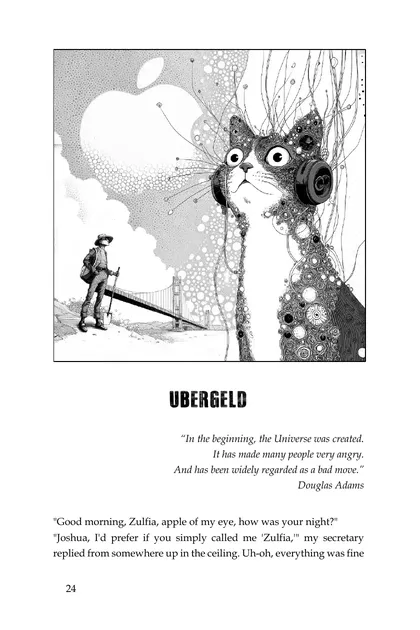 UBERGELD
“In the beginning, the Universe was created.
It has made many people very angry.
And has been widely regarded as a bad move.”
Douglas Adams
"Good morning, Zulfia, apple of my eye, how was your night?"
"Joshua, I'd prefer if you simply called me 'Zulfia,'" my secretary
replied from somewhere up in the ceiling. Uh-oh, everything was fine
24